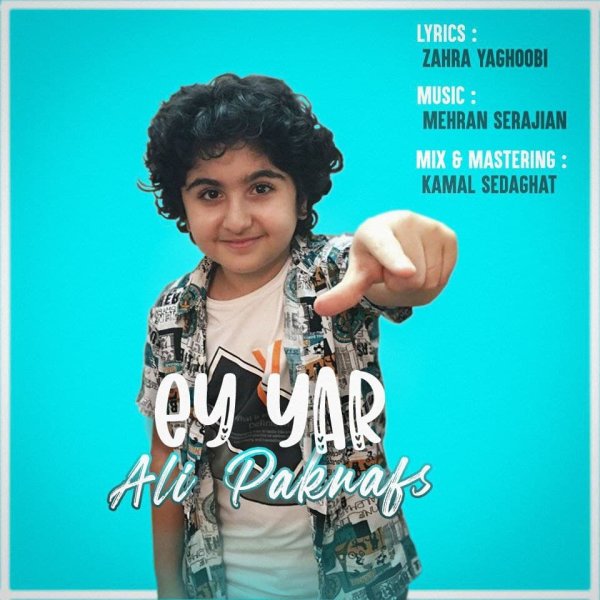 LYRICS :
ZAHRA YAGHOOBI
MUSIC :
MEHRAN SERAJIAN
MIX & MASTERING :
KAMAL SEDAGHAT
ey YAR
Ali Paknafs